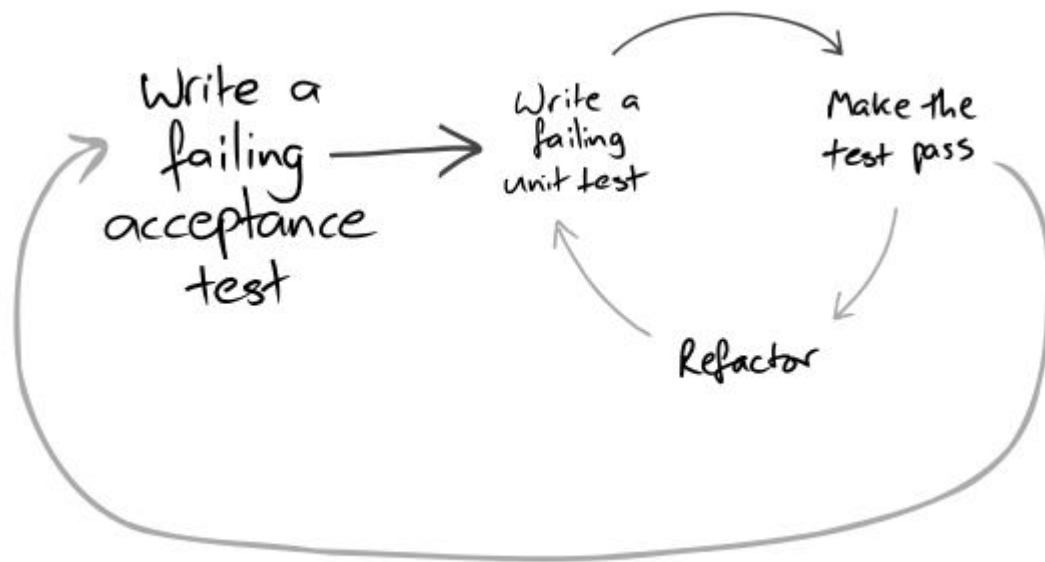 Write a
failing
acceptance
test
Write a
failing
unit test
Make the
test pass
Refactor